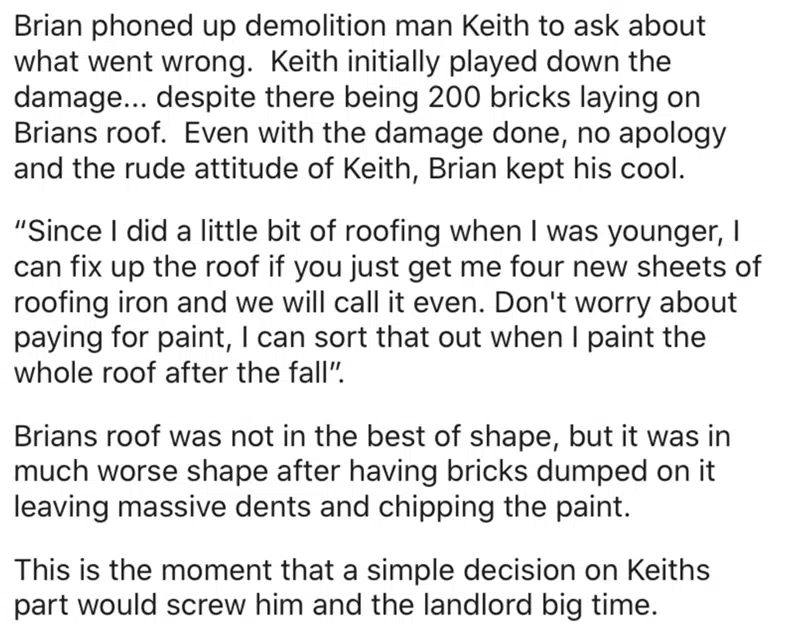 Brian phoned up demolition man Keith to ask about
what went wrong.  Keith initially played down the
damage... despite there being 200 bricks laying on
Brians roof.  Even with the damage done, no apology
and the rude attitude of Keith, Brian kept his cool.
“Since I did a little bit of roofing when I was younger, I
can fix up the roof if you just get me four new sheets of
roofing iron and we will call it even. Don't worry about
paying for paint, I can sort that out when I paint the
whole roof after the fall”.
Brians roof was not in the best of shape, but it was in
much worse shape after having bricks dumped on it
leaving massive dents and chipping the paint.
This is the moment that a simple decision on Keiths
part would screw him and the landlord big time.